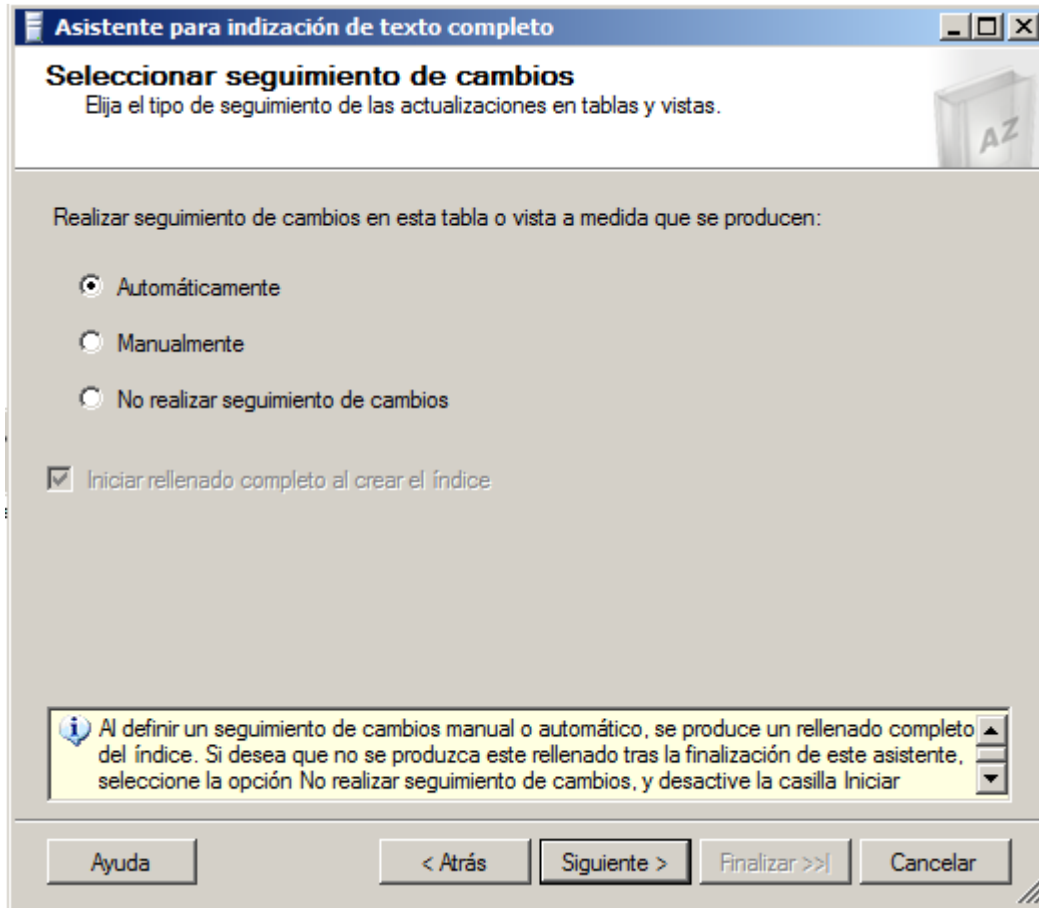 Asistente para indización de texto completo
Seleccionar seguimiento de cambios
Elija el tipo de seguimiento de las actualizaciones en tablas y vistas.
AZ
Realizar seguimiento de cambios en esta tabla o vista a medida que se producen:
Automáticamente
Manualmente
No realizar seguimiento de cambios
Iniciar rellenado completo al crear el índice
Al definir un seguimiento de cambios manual o automático, se produce un rellenado completo
del índice. Si desea que no se produzca este rellenado tras la finalización de este asistente,
seleccione la opción No realizar seguimiento de cambios, y desactive la casilla Iniciar
Ayuda < Atrás Siguiente > Finalizar >>| Cancelar